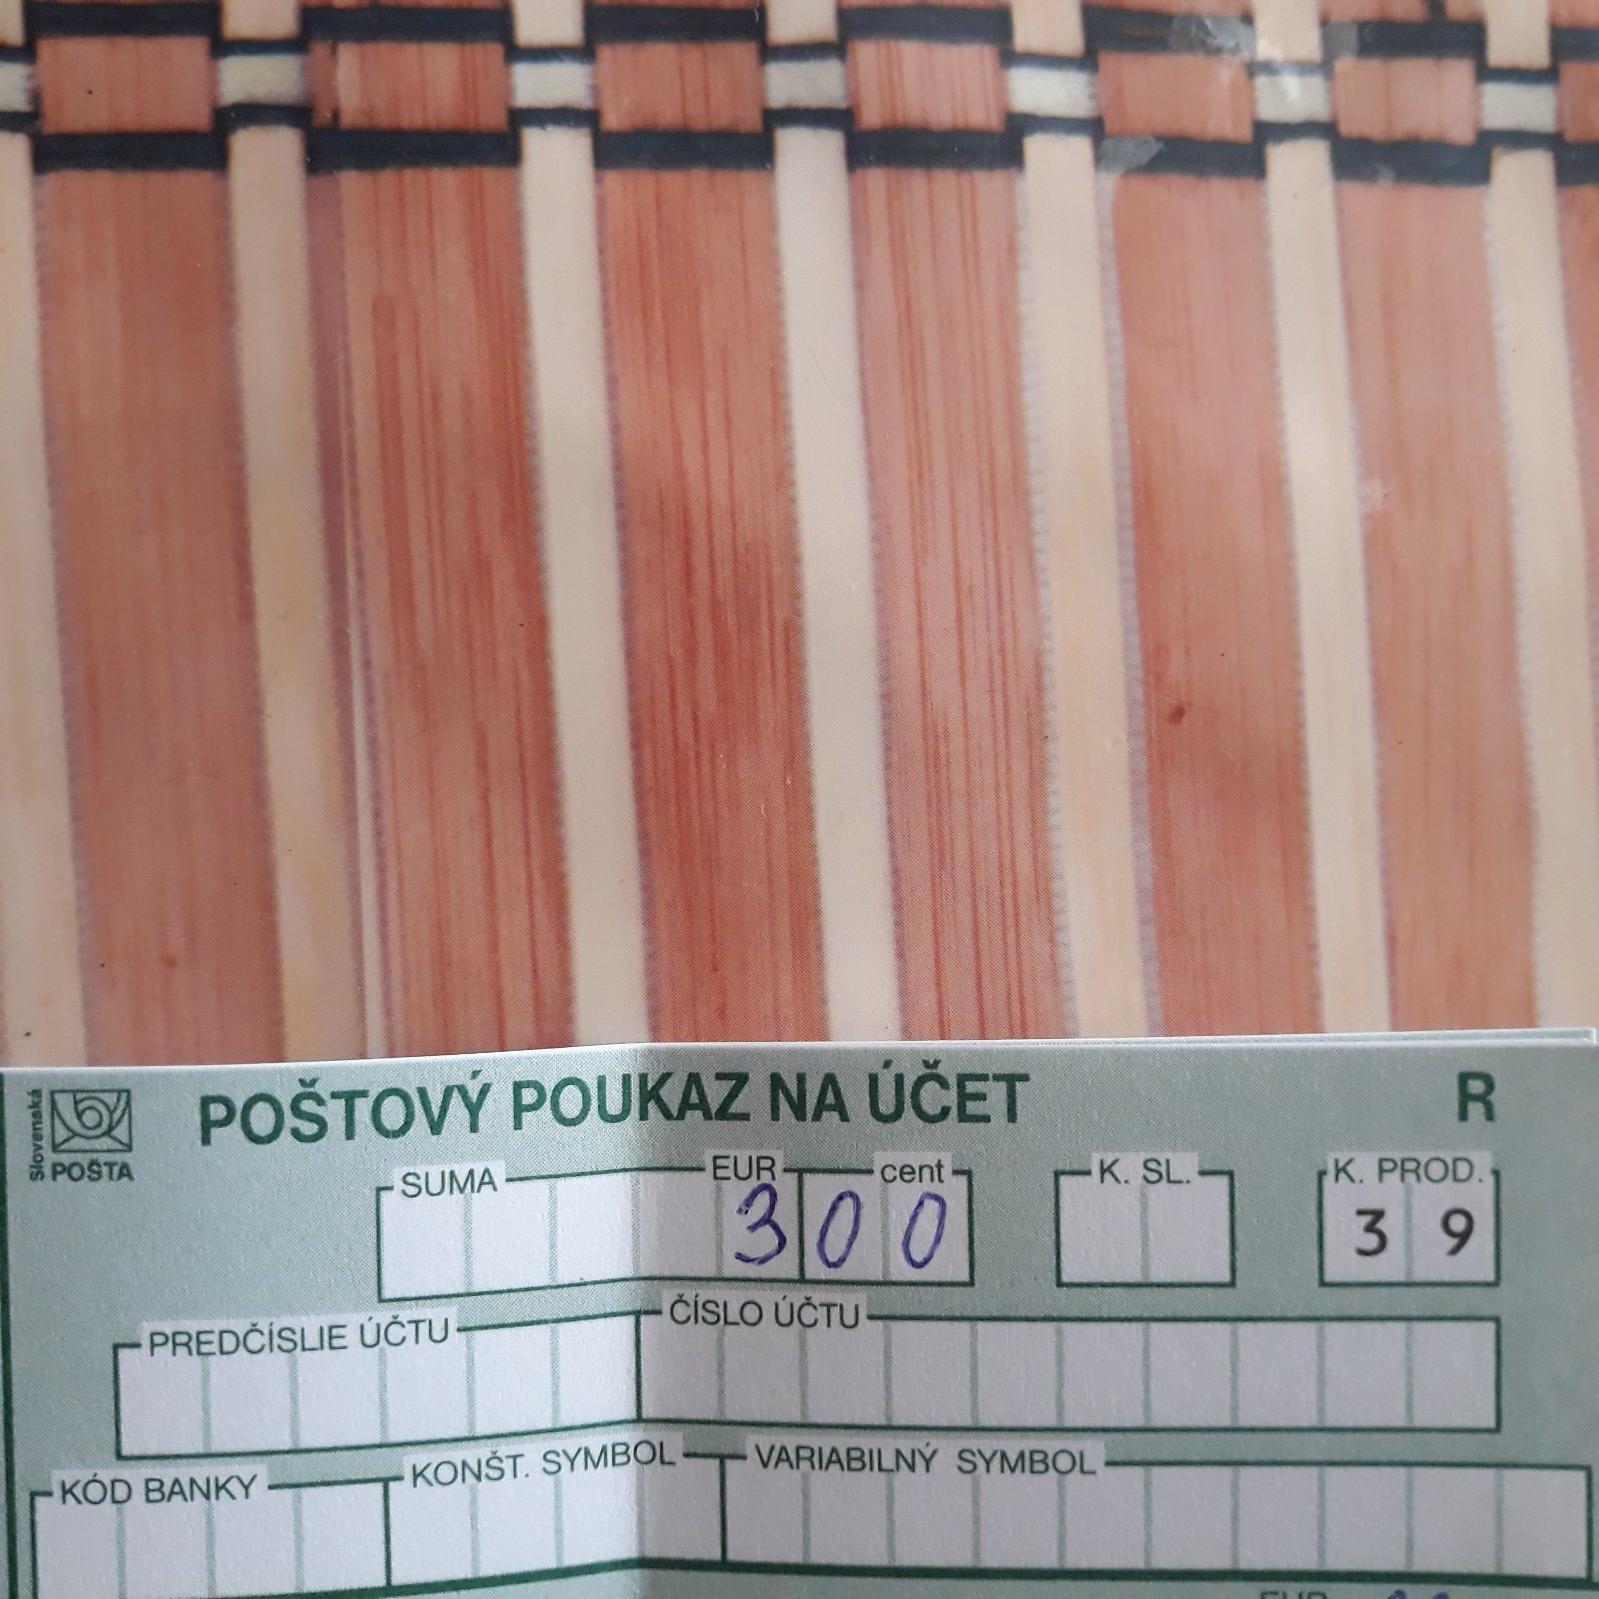 Slovenská
POŠTA
POŠTOVÝ POUKAZ NA ÚČET R
SUMA EUR cent K. SL. K. PROD.
3 0 0 3 9
PREDČÍSLIE ÚČTU ČÍSLO ÚČTU
KÓD BANKY KONŠT. SYMBOL VARIABILNÝ SYMBOL